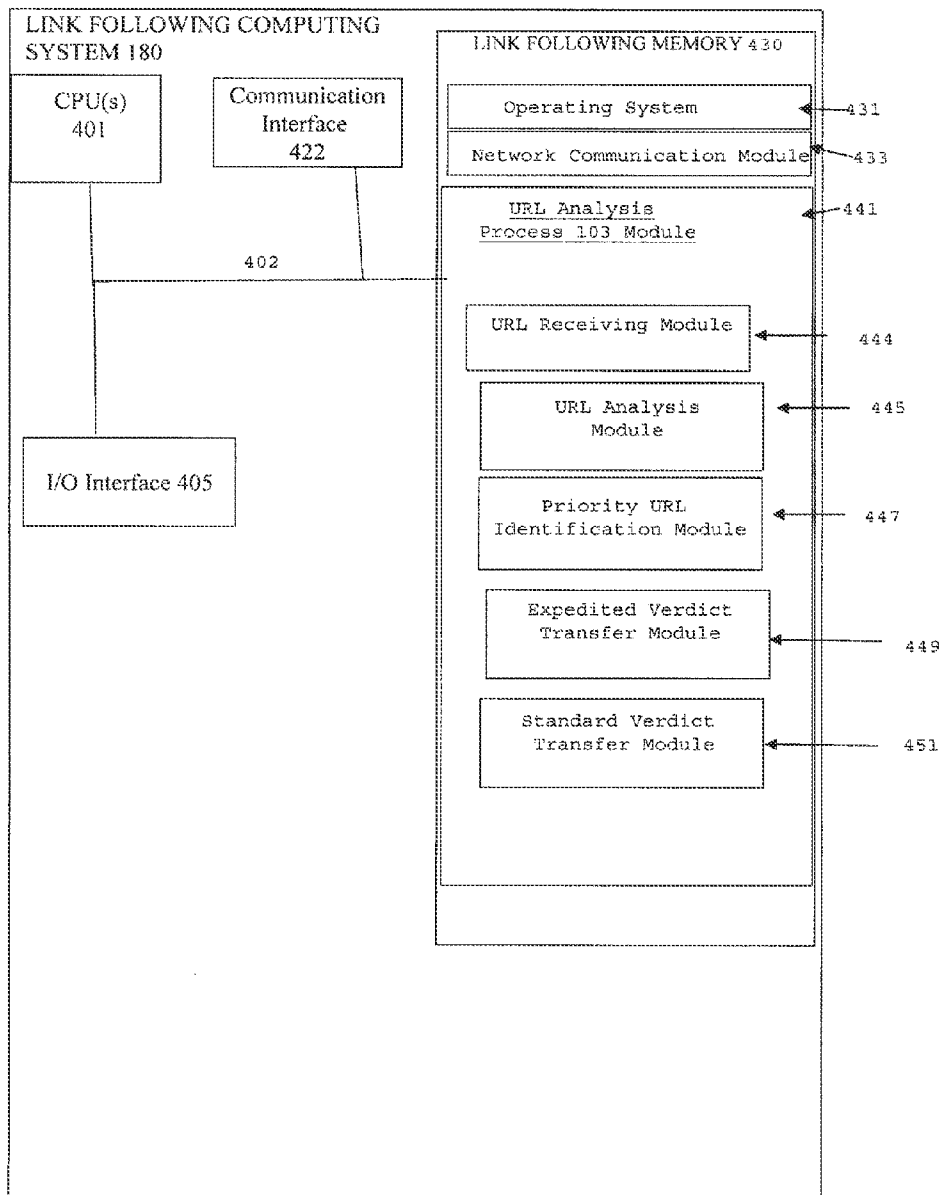 LINK FOLLOWING COMPUTING
SYSTEM 180
LINK FOLLOWING MEMORY 430
CPU(s)
401
Communication
Interface
422
Operating System
431
Network Communication Module
433
URL Analysis
Process 103 Module
441
402
URL Receiving Module
444
URL Analysis
Module
445
I/O Interface 405
Priority URL
Identification Module
447
Expedited Verdict
Transfer Module
449
Standard Verdict
Transfer Module
451